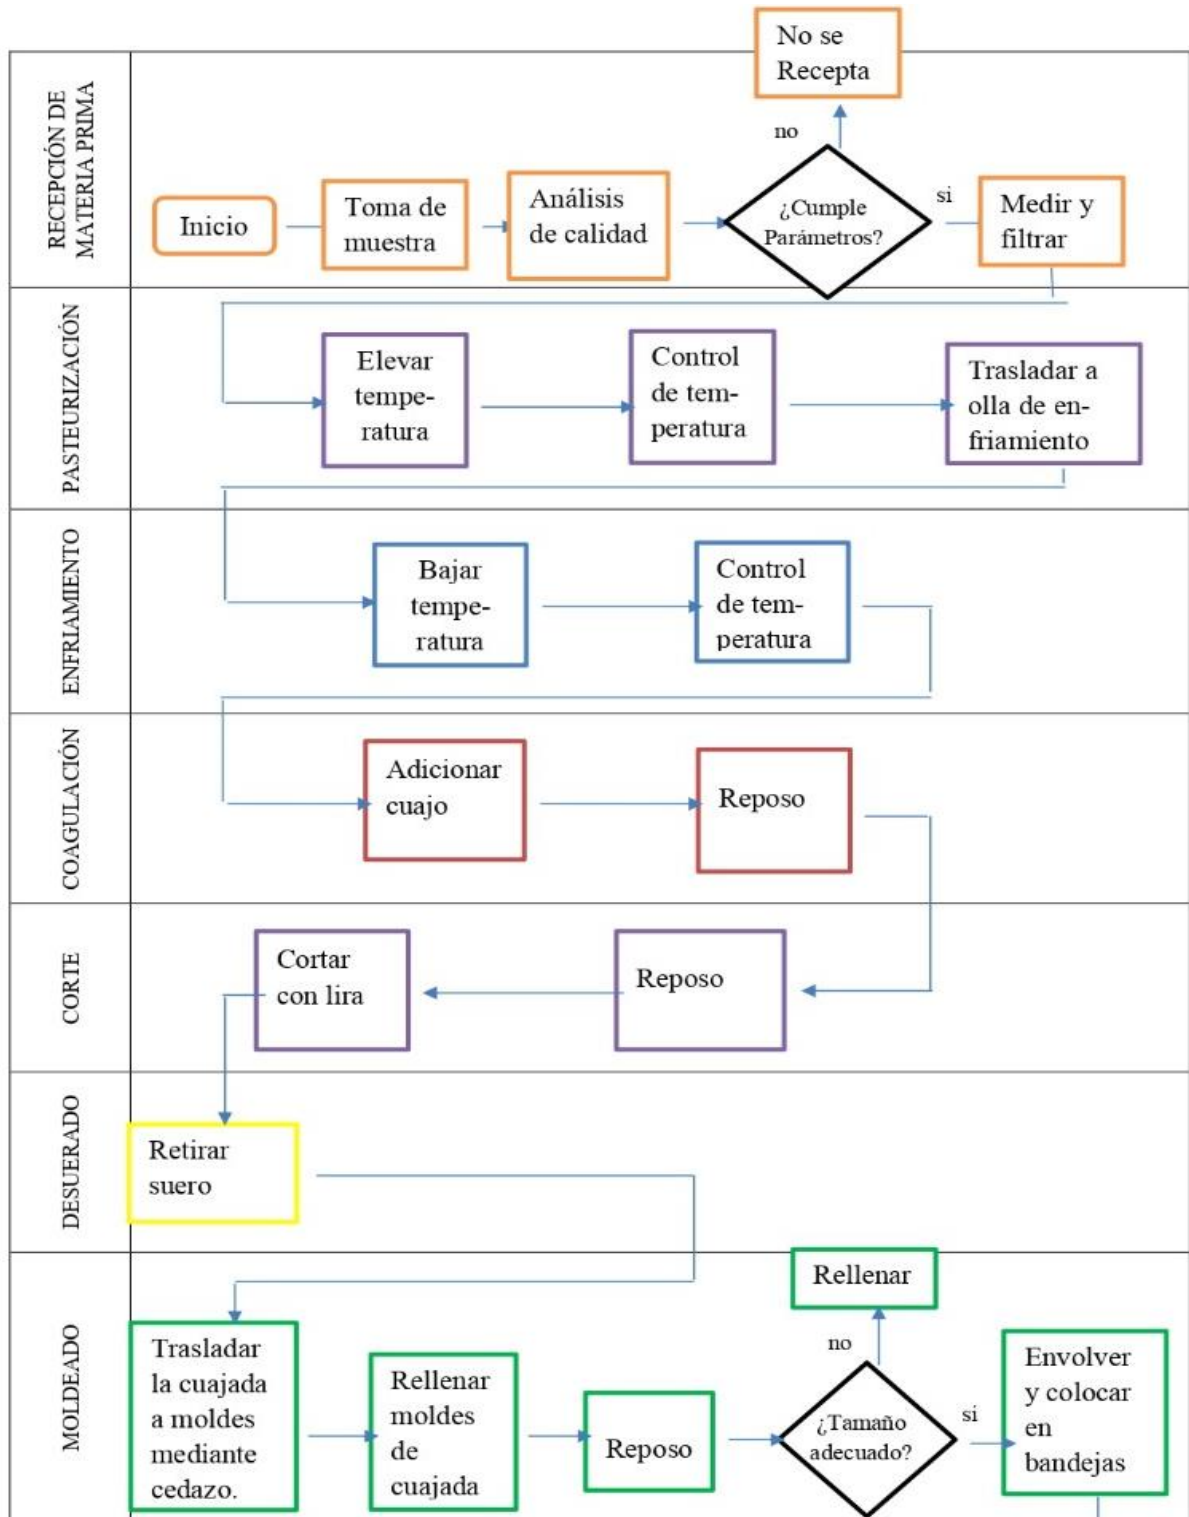 No se
Recepta
RECEPCIÓN DE
MATERIA PRIMA
no
Inicio
Toma de
muestra
Análisis
de calidad
¿Cumple
Parámetros?
si
Medir y
filtrar
PASTEURIZACIÓN
Elevar
tempe-
ratura
Control
de tem-
peratura
Trasladar a
olla de en-
friamiento
ENFRIAMIENTO
Bajar
tempe-
ratura
Control
de tem-
peratura
COAGULACIÓN
Adicionar
cuajo
Reposo
CORTE
Cortar
con lira
Reposo
DESUERADO
Retirar
suero
MOLDEADO
Trasladar
la cuajada
a moldes
mediante
cedazo.
Rellenar
moldes
de
cuajada
Reposo
¿Tamaño
adecuado?
no
Rellenar
si
Envolver
y colocar
en
bandejas